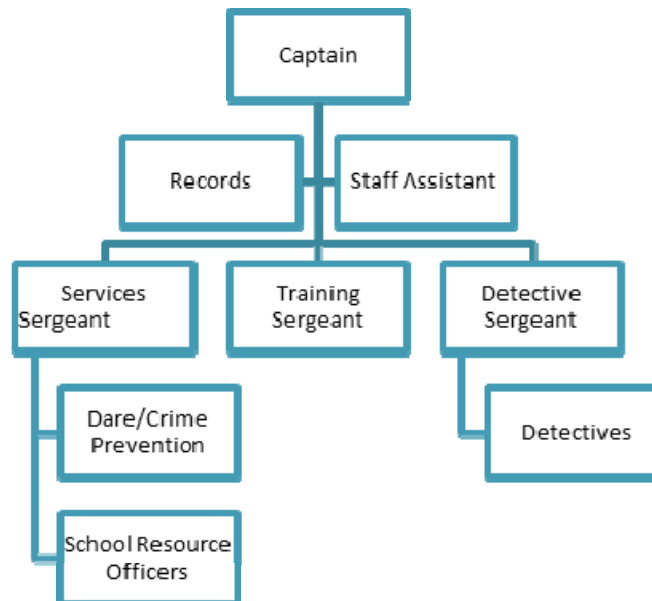 Captain
Records
Staff Assistant
Services
Sergeant
Training
Sergeant
Detective
Sergeant
Dare/Crime
Prevention
Detectives
School Resource
Officers